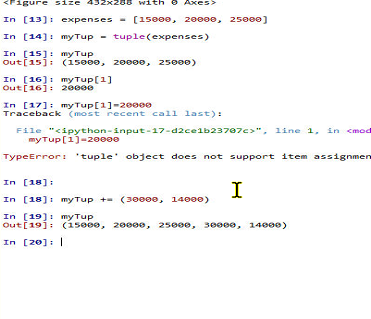 <Figure size 432x288 with 0 Axes>
In [13]: expenses = [15000, 20000, 25000]
In [14]: myTup = tuple(expenses)
In [15]: myTup
Out[15]: (15000, 20000, 25000)
In [16]: myTup[1]
Out[16]: 20000
In [17]: myTup[1]=20000
Traceback (most recent call last):
File "<ipython-input-17-d2ce1b23707c>", line 1, in <mod
myTup[1]=20000
TypeError: 'tuple' object does not support item assignmen
In [18]:
In [18]: myTup += (30000, 14000)
In [19]: myTup
Out[19]: (15000, 20000, 25000, 30000, 14000)
In [20]: